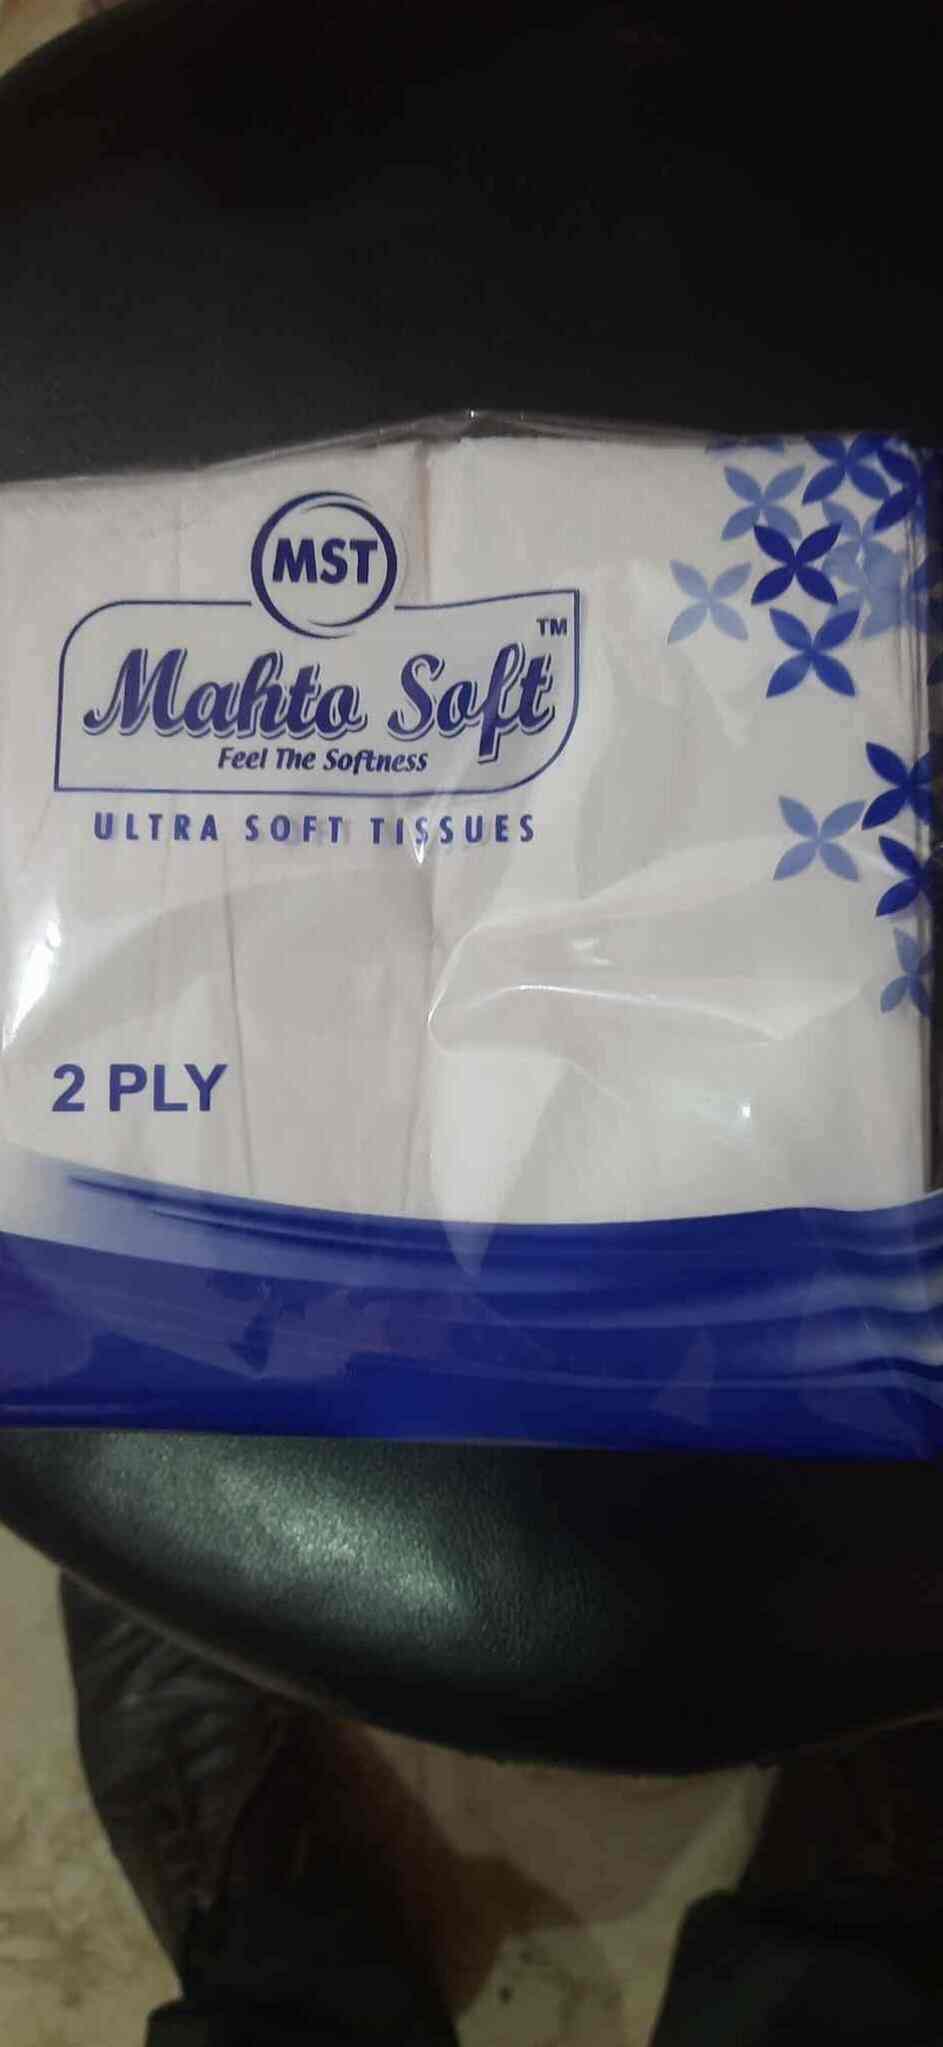 MST
Mahto Soft™
Feel The Softness
ULTRA SOFT TISSUES
2 PLY